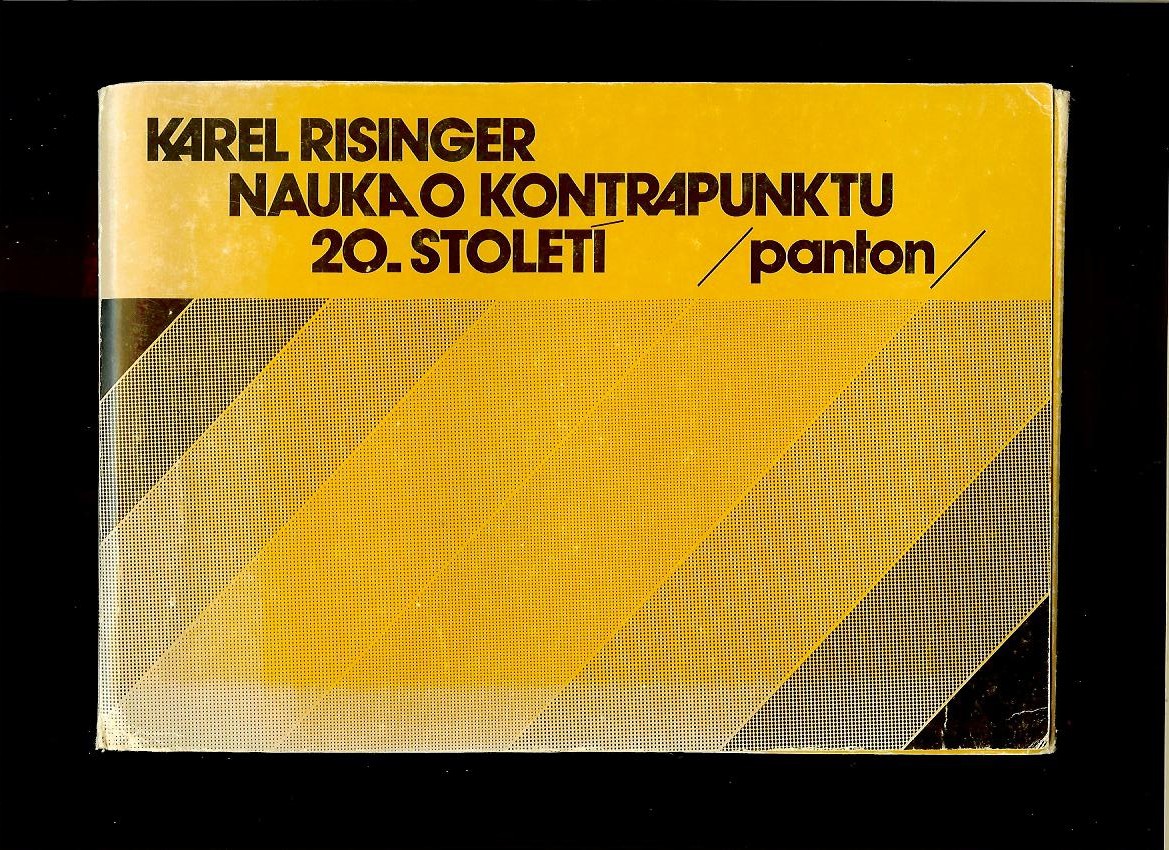 KAREL RISINGER
NAUKA O KONTRAPUNKTU
20. STOLETÍ /panton/